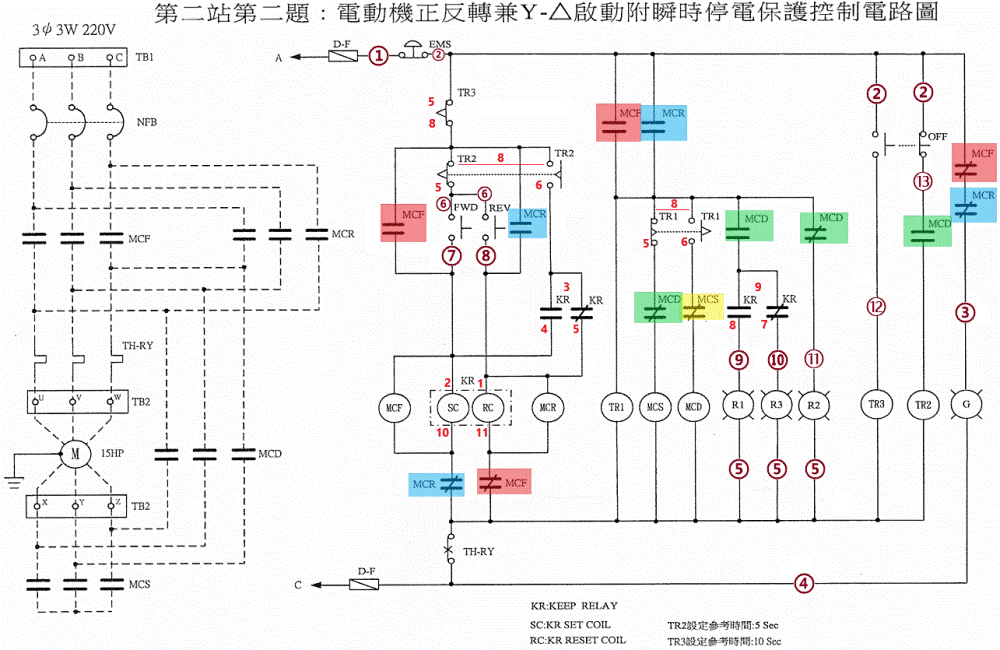 第二站第二題：電動機正反轉兼Y-△啟動附瞬時停電保護控制電路圖
3φ 3W 220V
A B C TB1
NFB
MCF MCR
TH-RY
U V W TB2
M 15HP
MCD
X Y Z TB2
MCS
A D-F ① EMS ②
TR3 5 8
TR2 8 TR2
5 6
⑥ ⑥
MCF FWD REV MCR
⑦ ⑧
3
KR KR
4 5
2 KR 1
MCF SC RC MCR
10 11
MCR MCF
TH-RY
C D-F ④
MCF MCR
8
TR1 TR1
5 6
MCD MCD
MCD MCS
9
KR KR
8 7
⑨ ⑩ ⑪
TR1 MCS MCD R1 R3 R2
⑤ ⑤ ⑤
② ②
OFF
⑬
MCD
⑫
TR3 TR2
MCF
MCR
③
G
KR:KEEP RELAY
SC:KR SET COIL TR2設定參考時間:5 Sec
RC:KR RESET COIL TR3設定參考時間:10 Sec